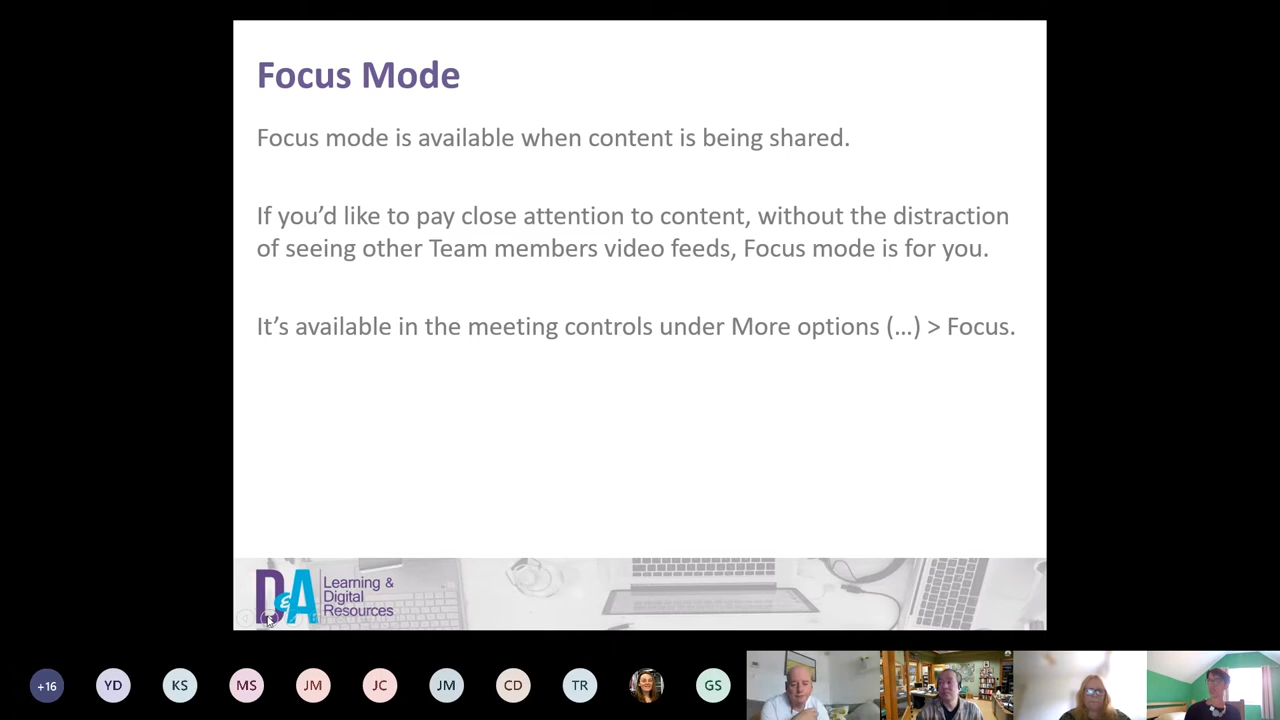 Focus Mode
Focus mode is available when content is being shared.
If you’d like to pay close attention to content, without the distraction
of seeing other Team members video feeds, Focus mode is for you.
It’s available in the meeting controls under More options (…) > Focus.
D&A
Learning &
Digital
Resources
+16 YD KS MS JM JC JM CD TR GS